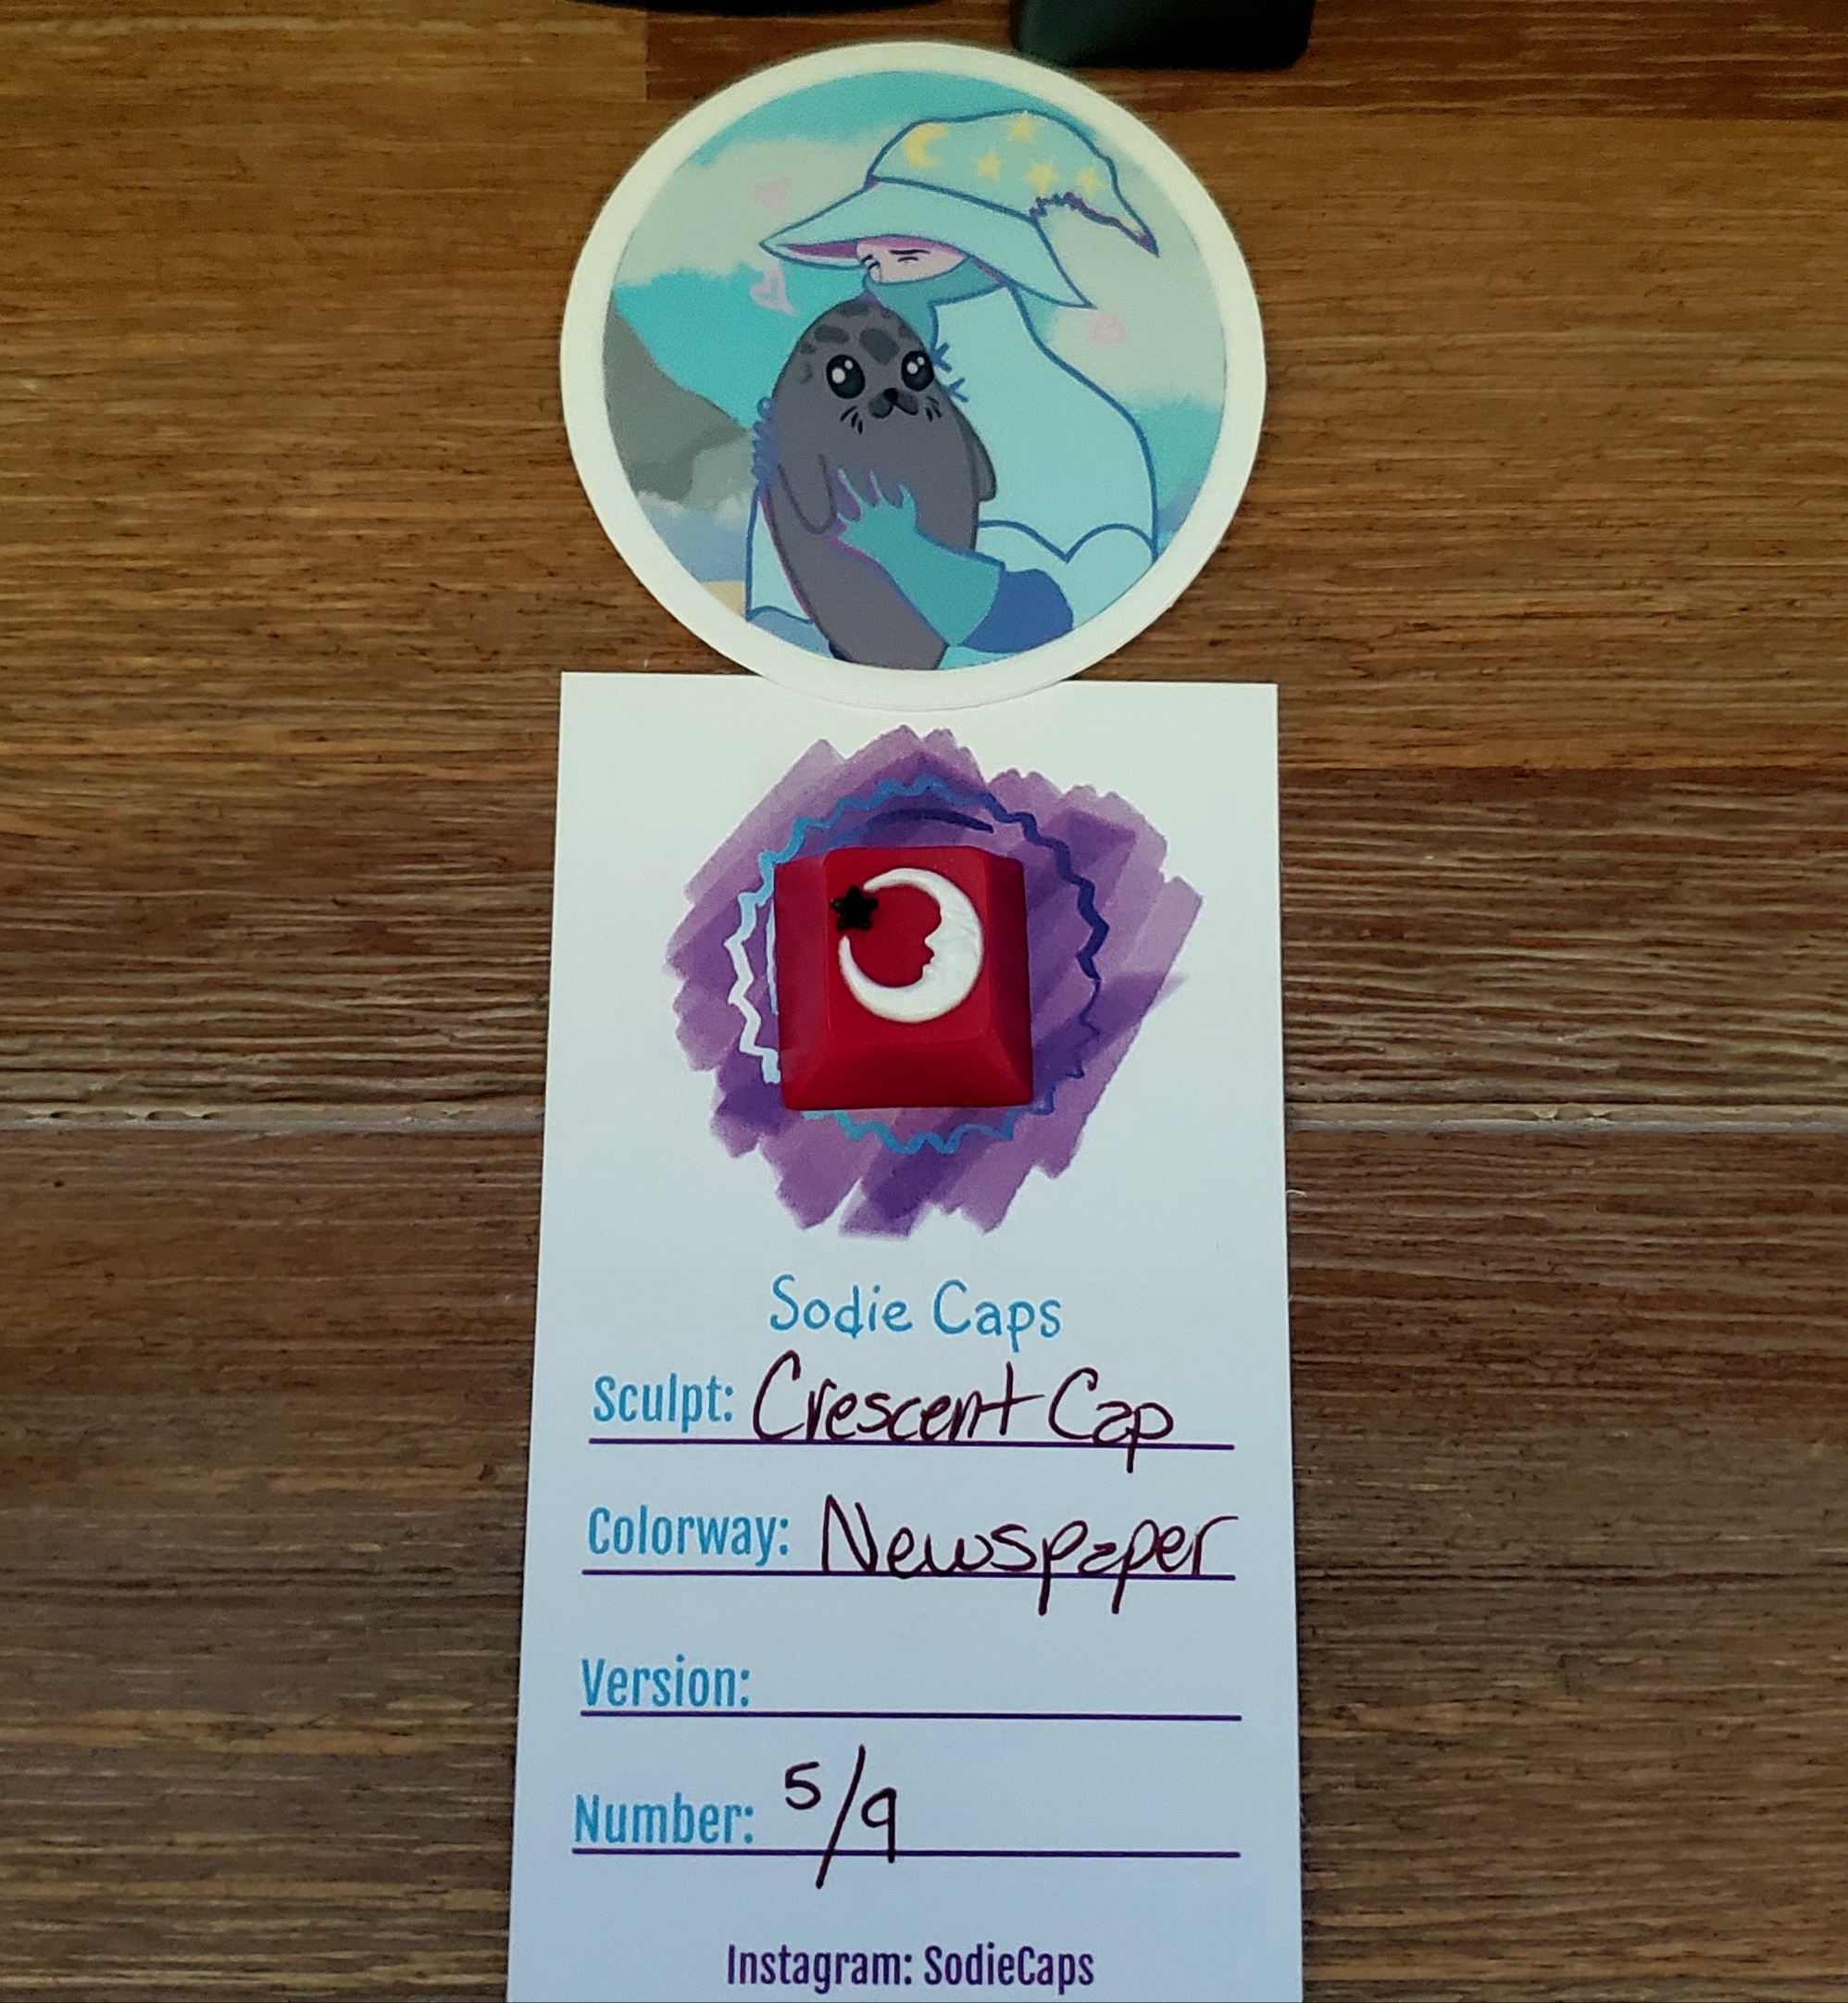 Sodie Caps
Sculpt: Crescent Cap
Colorway: Newspaper
Version:
Number: 5/9
Instagram: SodieCaps